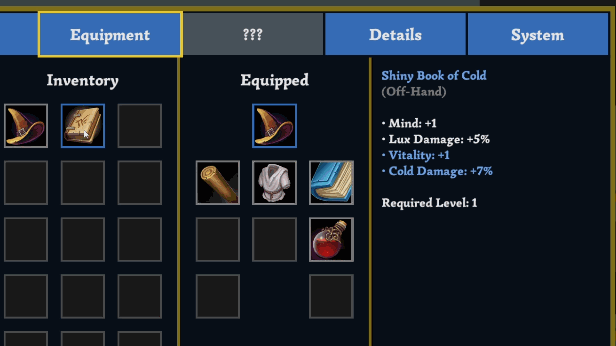 Equipment
???
Details
System
Inventory
Equipped
Shiny Book of Cold
(Off-Hand)
• Mind: +1
• Lux Damage: +5%
• Vitality: +1
• Cold Damage: +7%
Required Level: 1